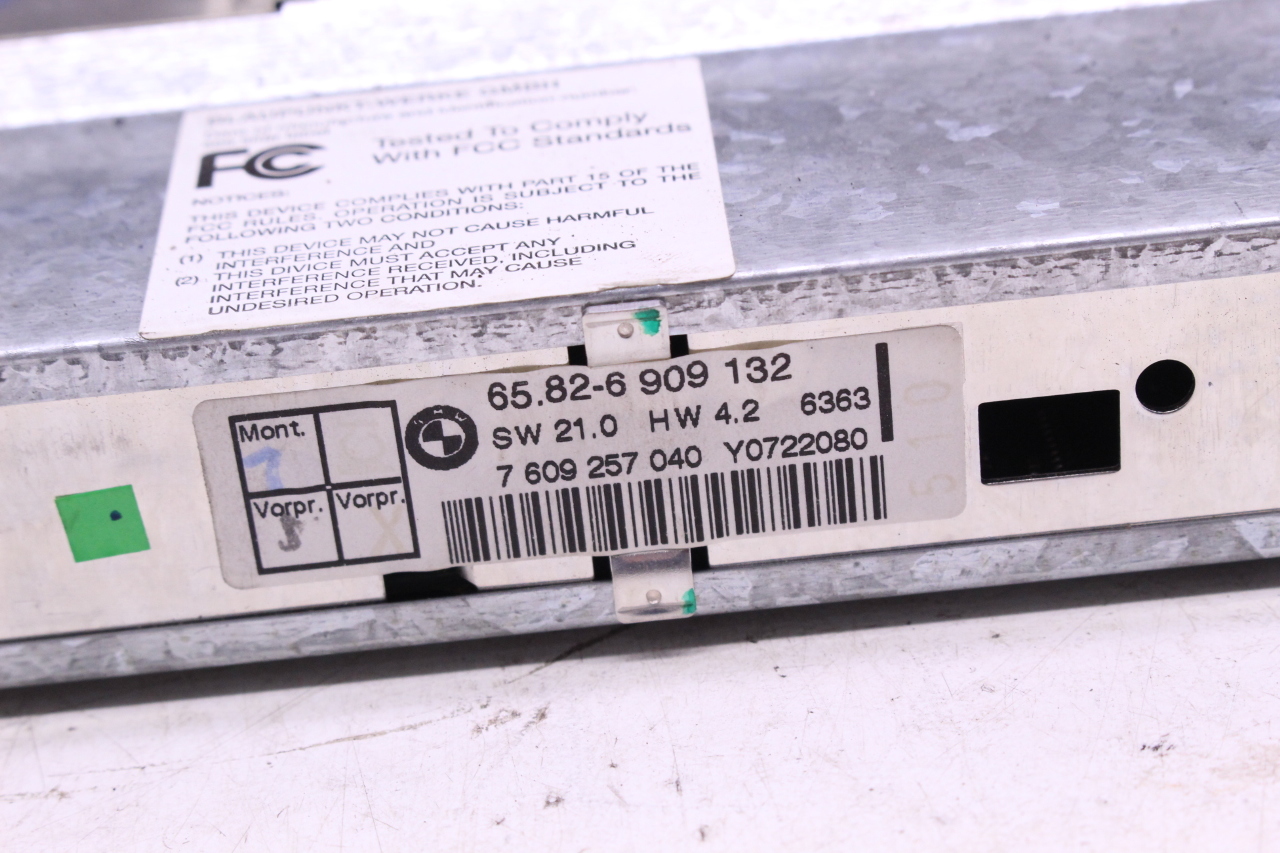 Tested To Comply
With FCC Standards
FC
NOTICES:
THIS DEVICE COMPLIES WITH PART 15 OF THE
FCC RULES, OPERATION IS SUBJECT TO THE
FOLLOWING TWO CONDITIONS:
(1) THIS DEVICE MAY NOT CAUSE HARMFUL
INTERFERENCE AND
(2) THIS DIVICE MUST ACCEPT ANY
INTERFERENCE RECEIVED, INCLUDING
INTERFERENCE THAT MAY CAUSE
UNDESIRED OPERATION.
Mont.
Vorpr. Vorpr.
BMW
65.82-6 909 132
SW 21.0 HW 4.2 6363
7 609 257 040 Y0722080
510